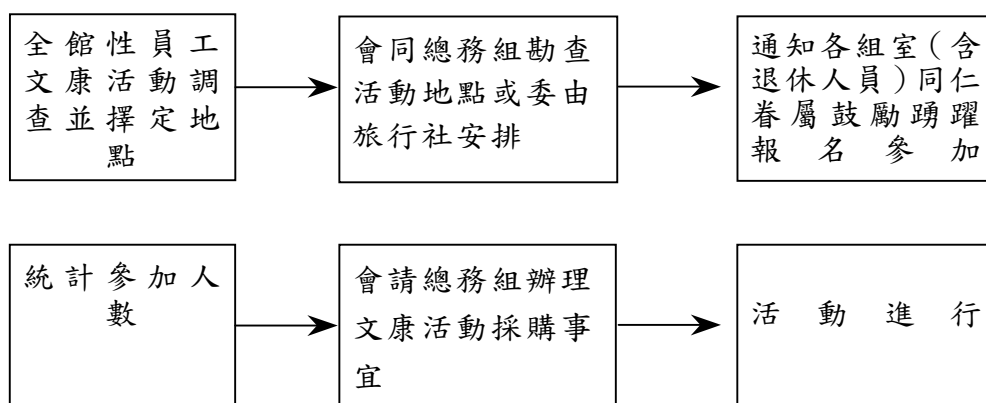 全館性員工
文康活動調
查並擇定地
點
會同總務組勘查
活動地點或委由
旅行社安排
通知各組室(含
退休人員)同仁
眷屬鼓勵踴躍
報名參加
統計參加人
數
會請總務組辦理
文康活動採購事
宜
活動進行